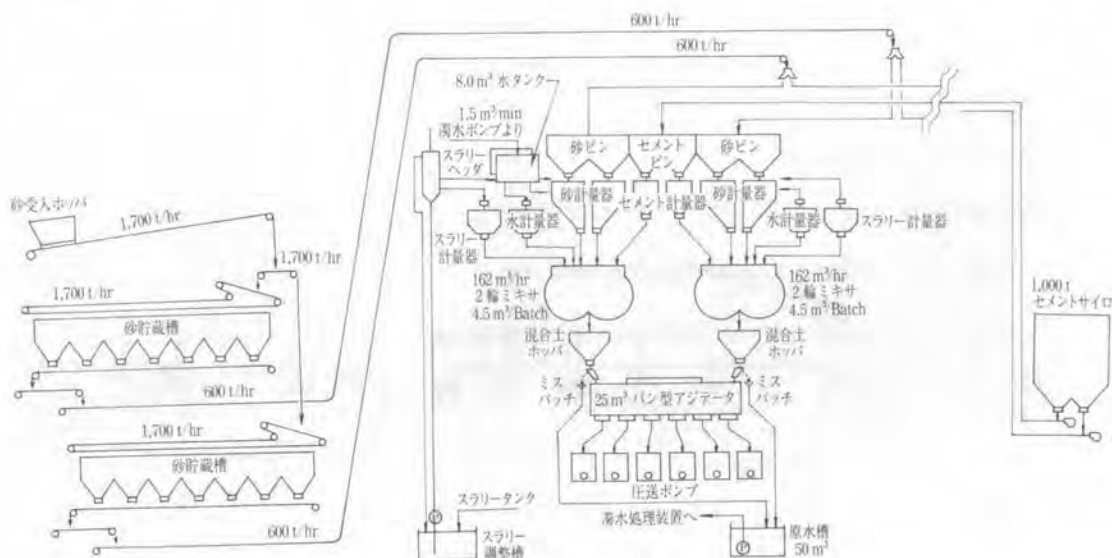 600 t/hr
600 t/hr
8.0 m³ 水タンク
1.5 m³/min
濁水ポンプより
スラリー
ヘッダ
砂ビン
セメント
ビン
砂ビン
砂計量器
セメント計量器
砂計量器
水計量器
スラリー
計量器
水計量器
スラリー計量器
砂受入ホッパ
1,700 t/hr
1,700 t/hr
1,700 t/hr
砂貯蔵槽
600 t/hr
1,700 t/hr
砂貯蔵槽
600 t/hr
162 m³/hr
2輪ミキサ
4.5 m³/Batch
162 m³/hr
2輪ミキサ
4.5 m³/Batch
1,000 t
セメントサイロ
混合土
ホッパ
混合土
ホッパ
ミス
バッチ
25 m³ パン型アジテータ
ミス
バッチ
圧送ポンプ
スラリータンク
P
スラリー
調整槽
濁水処理装置へ
P
原水槽
50 m³